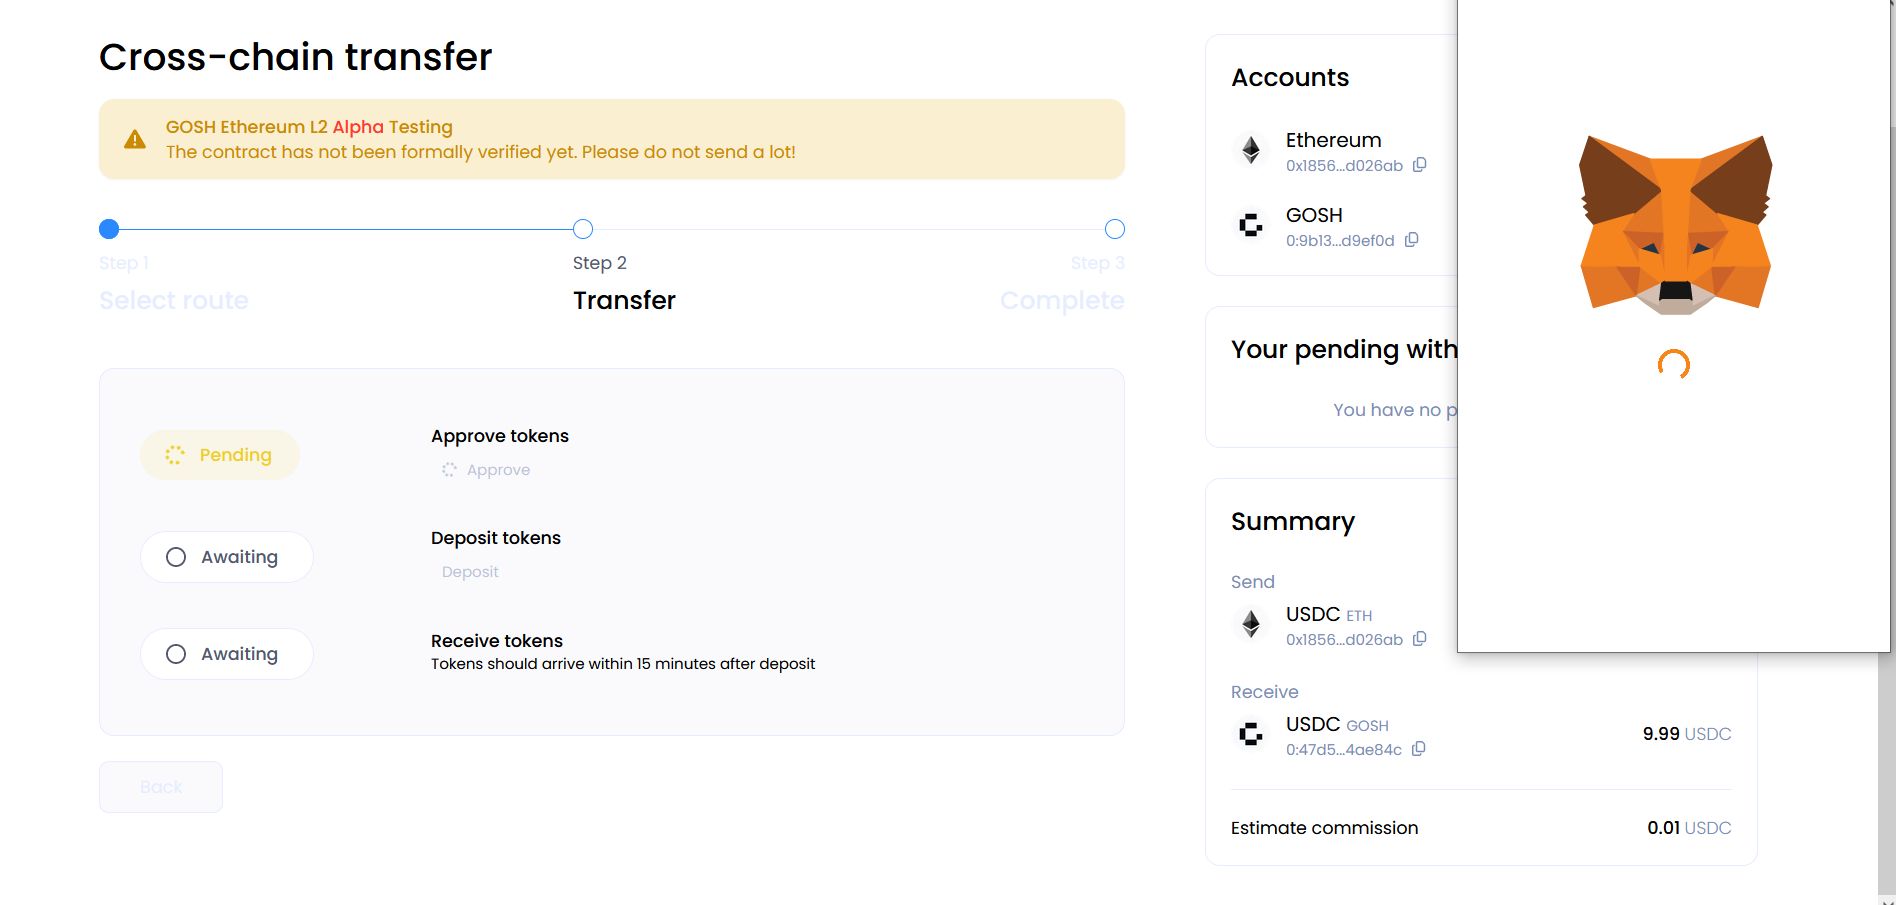 Cross-chain transfer
GOSH Ethereum L2 Alpha Testing
The contract has not been formally verified yet. Please do not send a lot!
Step 1
Select route
Step 2
Transfer
Step 3
Complete
Pending
Approve tokens
Approve
Awaiting
Deposit tokens
Deposit
Awaiting
Receive tokens
Tokens should arrive within 15 minutes after deposit
Back
Accounts
Ethereum
0x1856...d026ab
GOSH
0:9b13...d9ef0d
Your pending with
You have no p
Summary
Send
USDC ETH
0x1856...d026ab
Receive
USDC GOSH
0:47d5...4ae84c
9.99 USDC
Estimate commission
0.01 USDC